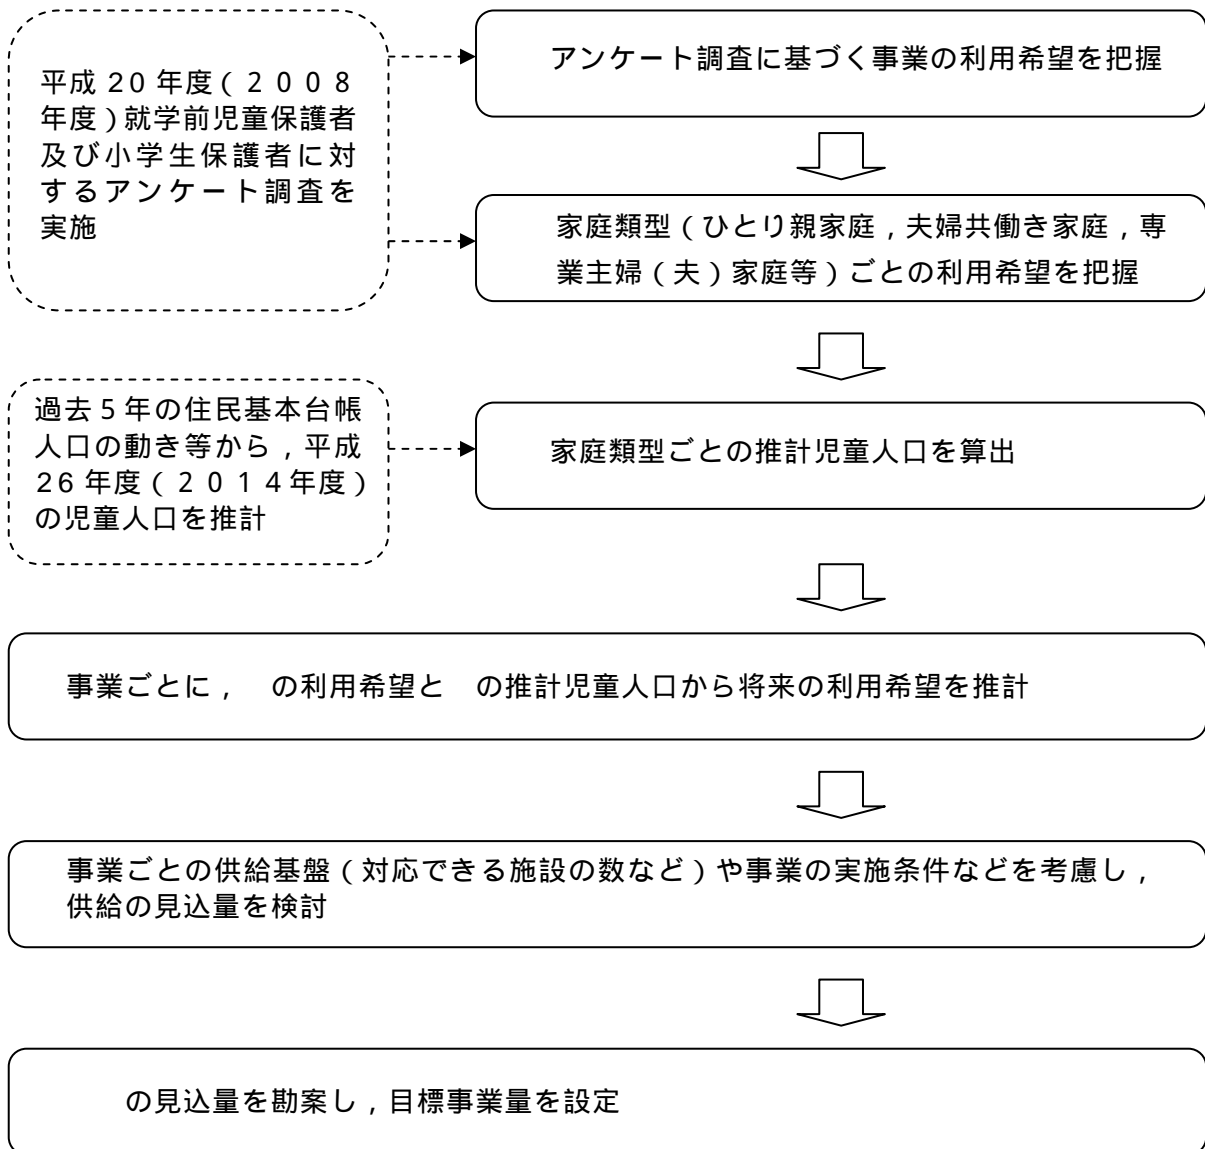 平成 20 年度(２００８
年度)就学前児童保護者
及び小学生保護者に対
するアンケート調査を
実施
アンケート調査に基づく事業の利用希望を把握
家庭類型(ひとり親家庭,夫婦共働き家庭,専
業主婦(夫)家庭等)ごとの利用希望を把握
過去５年の住民基本台帳
人口の動き等から,平成
26 年度(２０１４年度)
の児童人口を推計
家庭類型ごとの推計児童人口を算出
事業ごとに,　の利用希望と　の推計児童人口から将来の利用希望を推計
事業ごとの供給基盤(対応できる施設の数など)や事業の実施条件などを考慮し,
供給の見込量を検討
の見込量を勘案し,目標事業量を設定